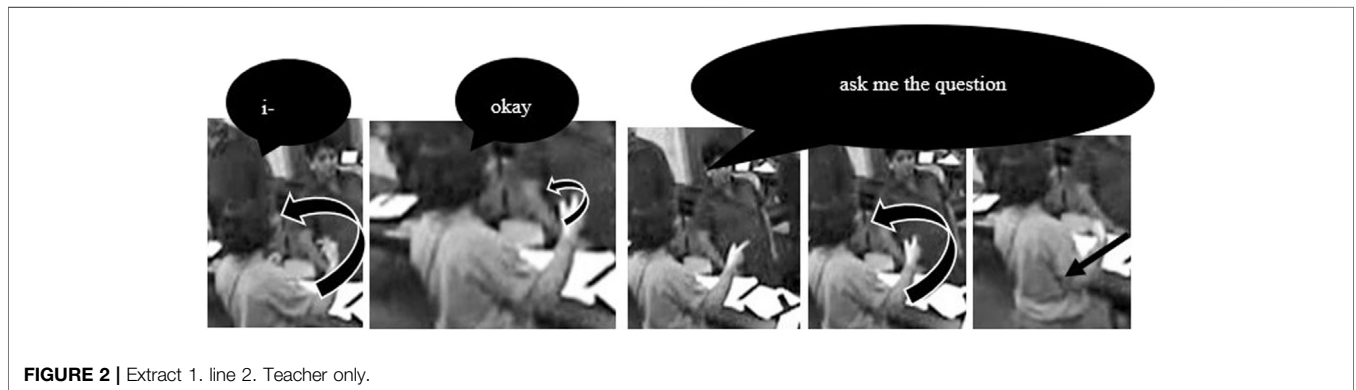 i-
okay
ask me the question
FIGURE 2 | Extract 1. line 2. Teacher only.